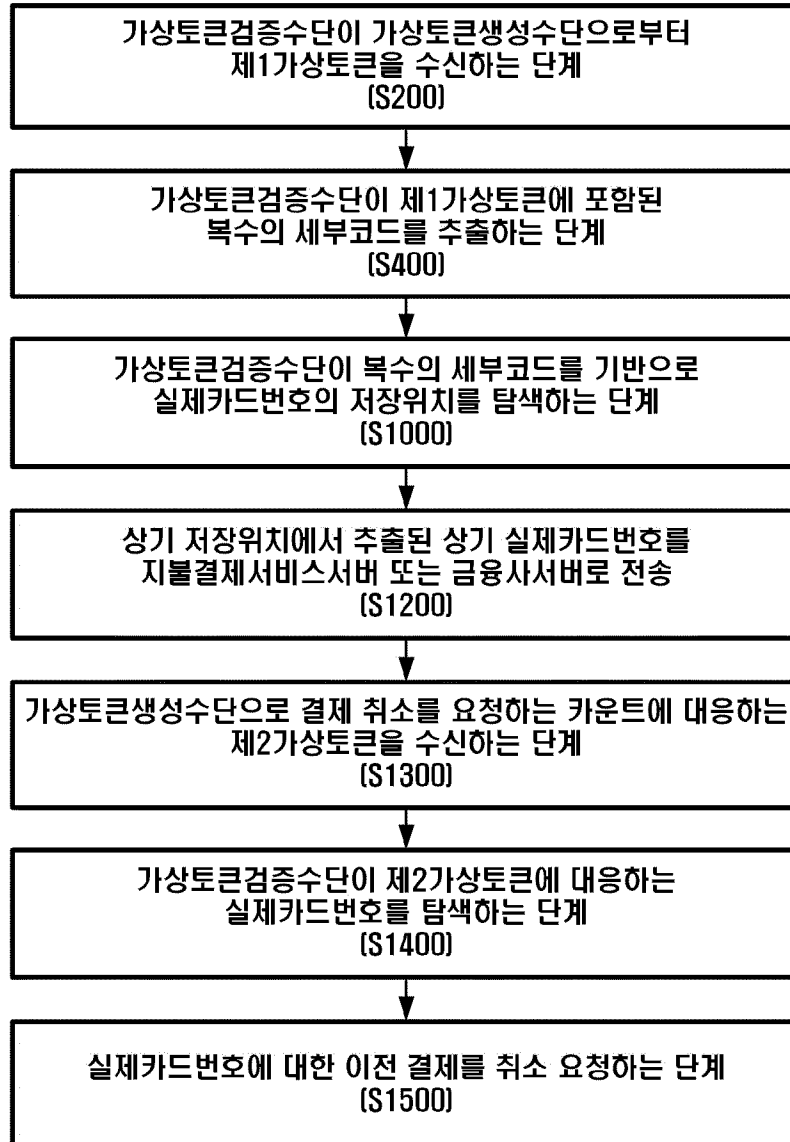 가상토큰검증수단이 가상토큰생성수단으로부터
제1가상토큰을 수신하는 단계
(S200)
가상토큰검증수단이 제1가상토큰에 포함된
복수의 세부코드를 추출하는 단계
(S400)
가상토큰검증수단이 복수의 세부코드를 기반으로
실제카드번호의 저장위치를 탐색하는 단계
(S1000)
상기 저장위치에서 추출된 상기 실제카드번호를
지불결제서비스서버 또는 금융사서버로 전송
(S1200)
가상토큰생성수단으로 결제 취소를 요청하는 카운트에 대응하는
제2가상토큰을 수신하는 단계
(S1300)
가상토큰검증수단이 제2가상토큰에 대응하는
실제카드번호를 탐색하는 단계
(S1400)
실제카드번호에 대한 이전 결제를 취소 요청하는 단계
(S1500)